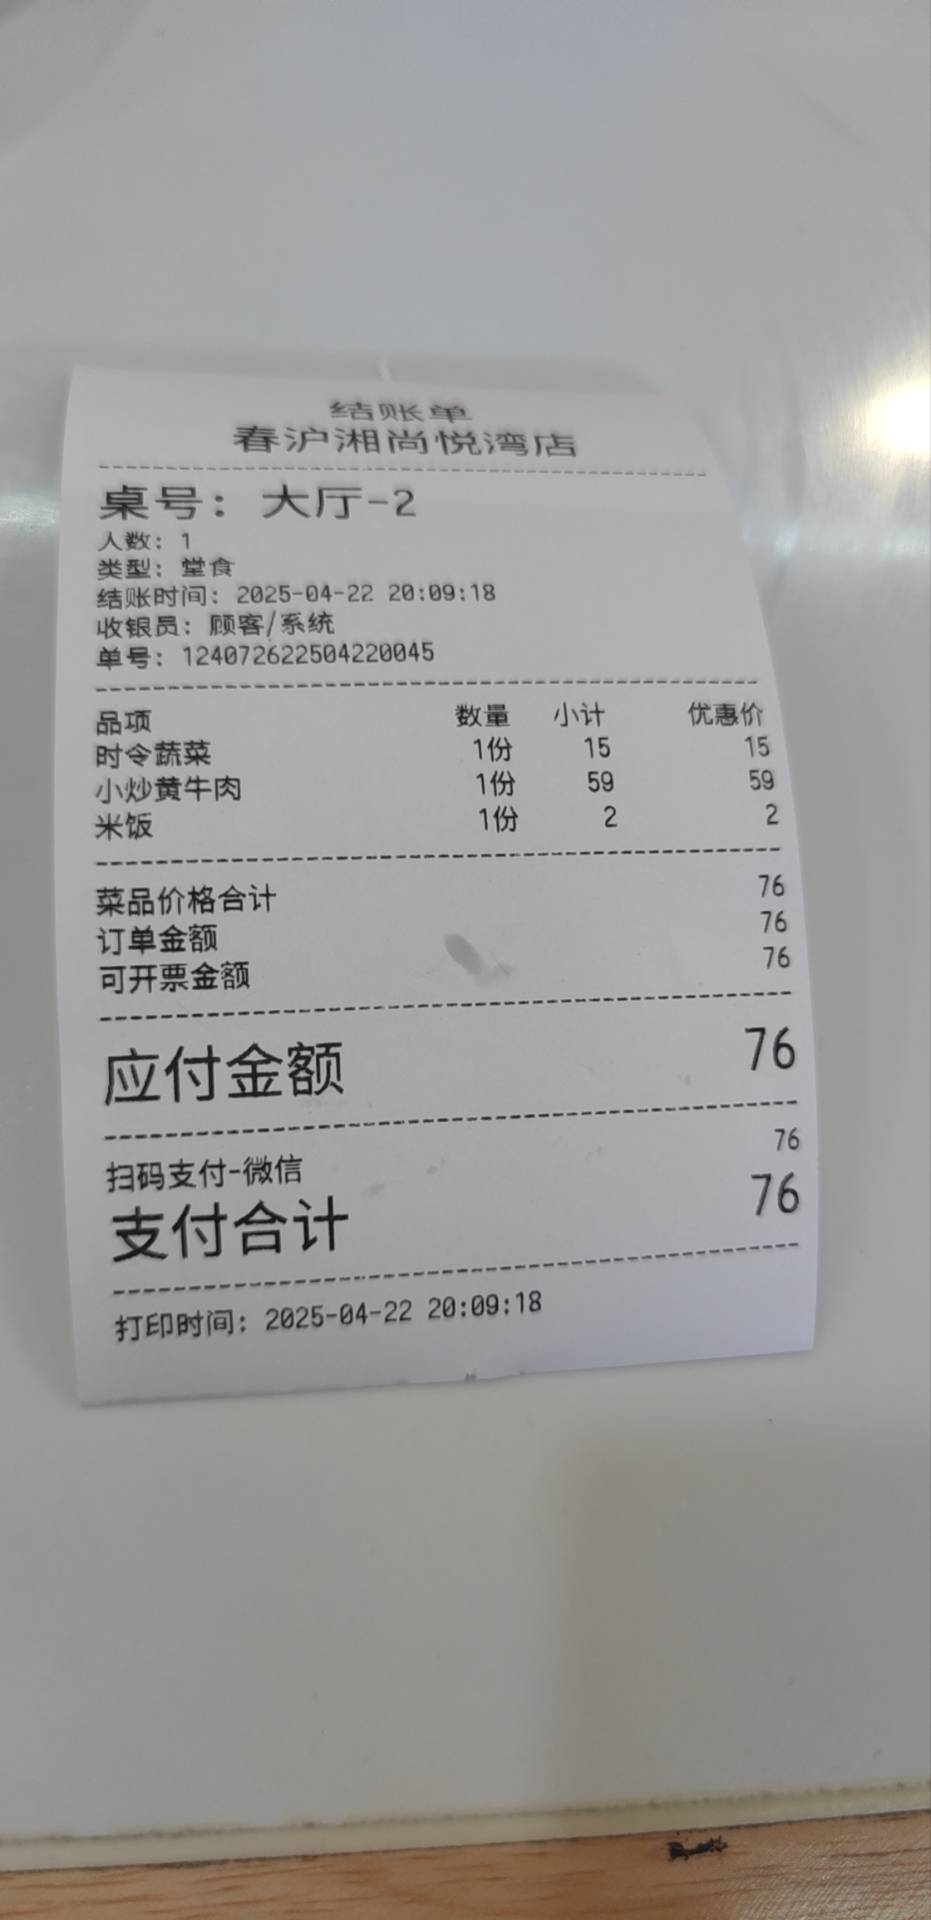 结账单
春沪湘尚悦湾店
桌号: 大厅-2
人数: 1
类型: 堂食
结账时间: 2025-04-22 20:09:18
收银员: 顾客/系统
单号: 124072622504220045
品项 数量 小计 优惠价
时令蔬菜 1份 15 15
小炒黄牛肉 1份 59 59
米饭 1份 2 2
菜品价格合计 76
订单金额 76
可开票金额 76
应付金额 76
扫码支付-微信 76
支付合计 76
打印时间: 2025-04-22 20:09:18